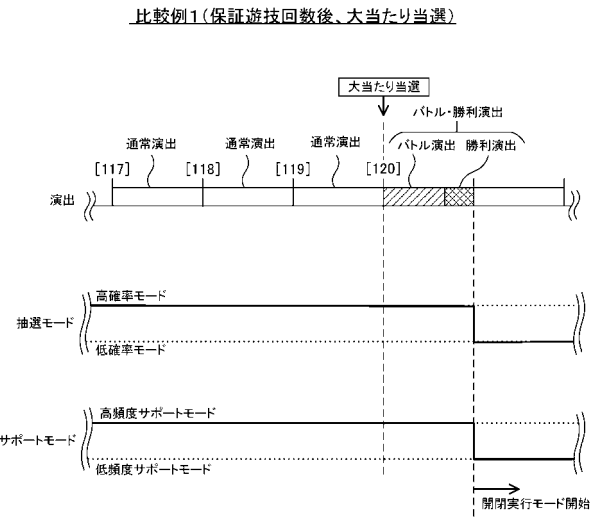 比較例1(保証遊技回数後、大当たり当選)
大当たり当選
バトル・勝利演出
通常演出
通常演出
通常演出
バトル演出
勝利演出
[117]
[118]
[119]
[120]
演出
高確率モード
抽選モード
低確率モード
高頻度サポートモード
サポートモード
低頻度サポートモード
開閉実行モード開始